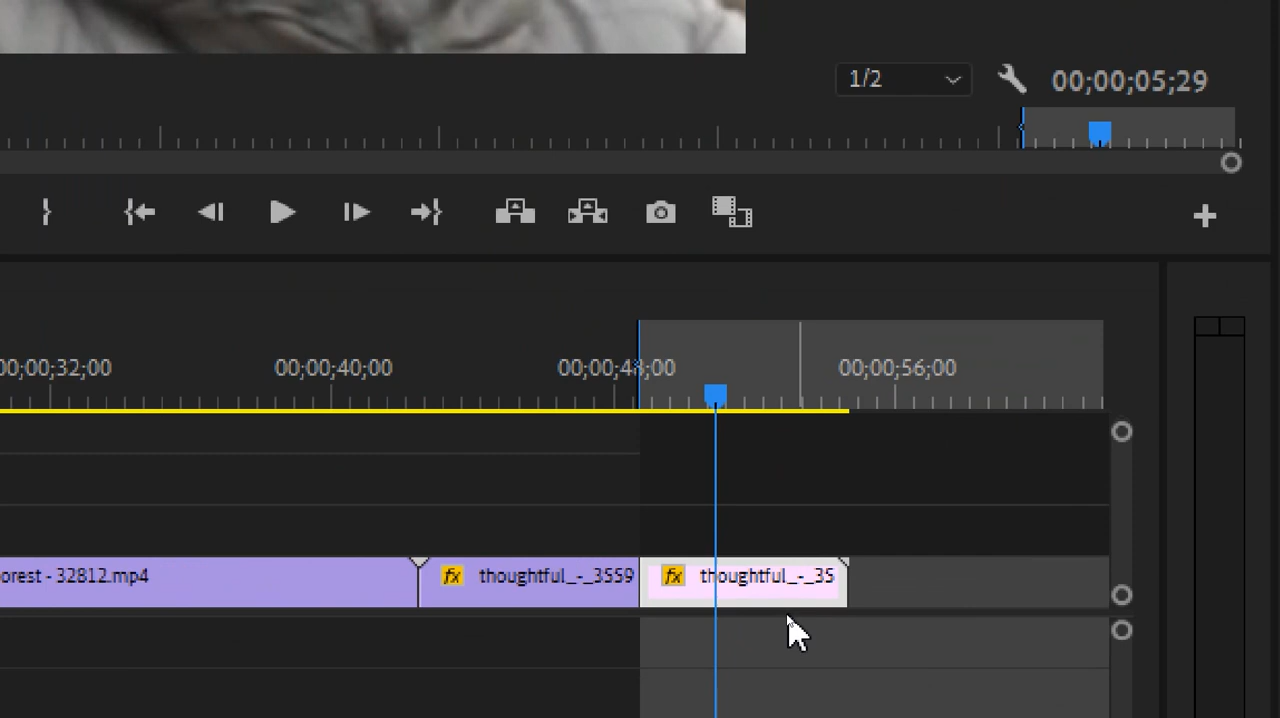 1/2
00;00;05;29
00;00;32;00
00;00;40;00
00;00;48;00
00;00;56;00
orest - 32812.mp4
fx thoughtful_-_3559
fx thoughtful_-_35